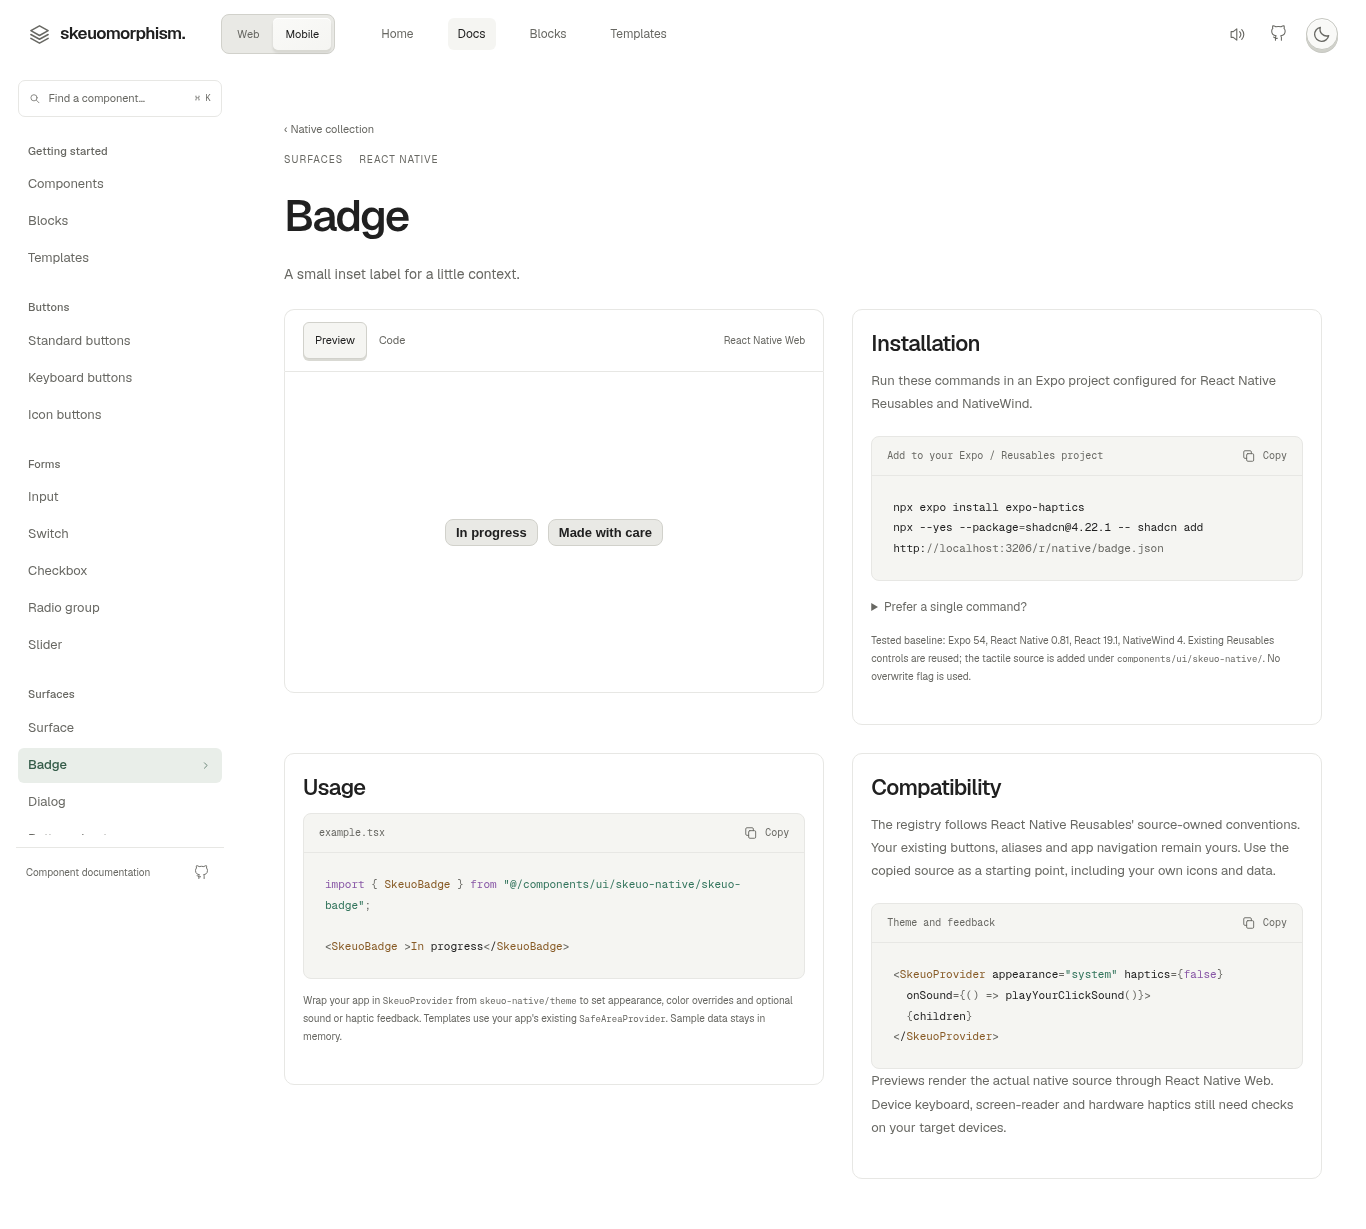 skeuomorphism.
Web
Mobile
Home
Docs
Blocks
Templates
Find a component...
⌘ K
Getting started
Components
Blocks
Templates
Buttons
Standard buttons
Keyboard buttons
Icon buttons
Forms
Input
Switch
Checkbox
Radio group
Slider
Surfaces
Surface
Badge
Dialog
Component documentation
‹ Native collection
SURFACES
REACT NATIVE
Badge
A small inset label for a little context.
Preview
Code
React Native Web
In progress
Made with care
Installation
Run these commands in an Expo project configured for React Native
Reusables and NativeWind.
Add to your Expo / Reusables project
Copy
npx expo install expo-haptics
npx --yes --package=shadcn@4.22.1 -- shadcn add
http://localhost:3206/r/native/badge.json
Prefer a single command?
Tested baseline: Expo 54, React Native 0.81, React 19.1, NativeWind 4. Existing Reusables
controls are reused; the tactile source is added under components/ui/skeuo-native/. No
overwrite flag is used.
Usage
example.tsx
Copy
import { SkeuoBadge } from "@/components/ui/skeuo-native/skeuo-
badge";
<SkeuoBadge >In progress</SkeuoBadge>
Wrap your app in SkeuoProvider from skeuo-native/theme to set appearance, color overrides and optional
sound or haptic feedback. Templates use your app's existing SafeAreaProvider. Sample data stays in
memory.
Compatibility
The registry follows React Native Reusables' source-owned conventions.
Your existing buttons, aliases and app navigation remain yours. Use the
copied source as a starting point, including your own icons and data.
Theme and feedback
Copy
<SkeuoProvider appearance="system" haptics={false}
onSound={() => playYourClickSound()}>
{children}
</SkeuoProvider>
Previews render the actual native source through React Native Web.
Device keyboard, screen-reader and hardware haptics still need checks
on your target devices.